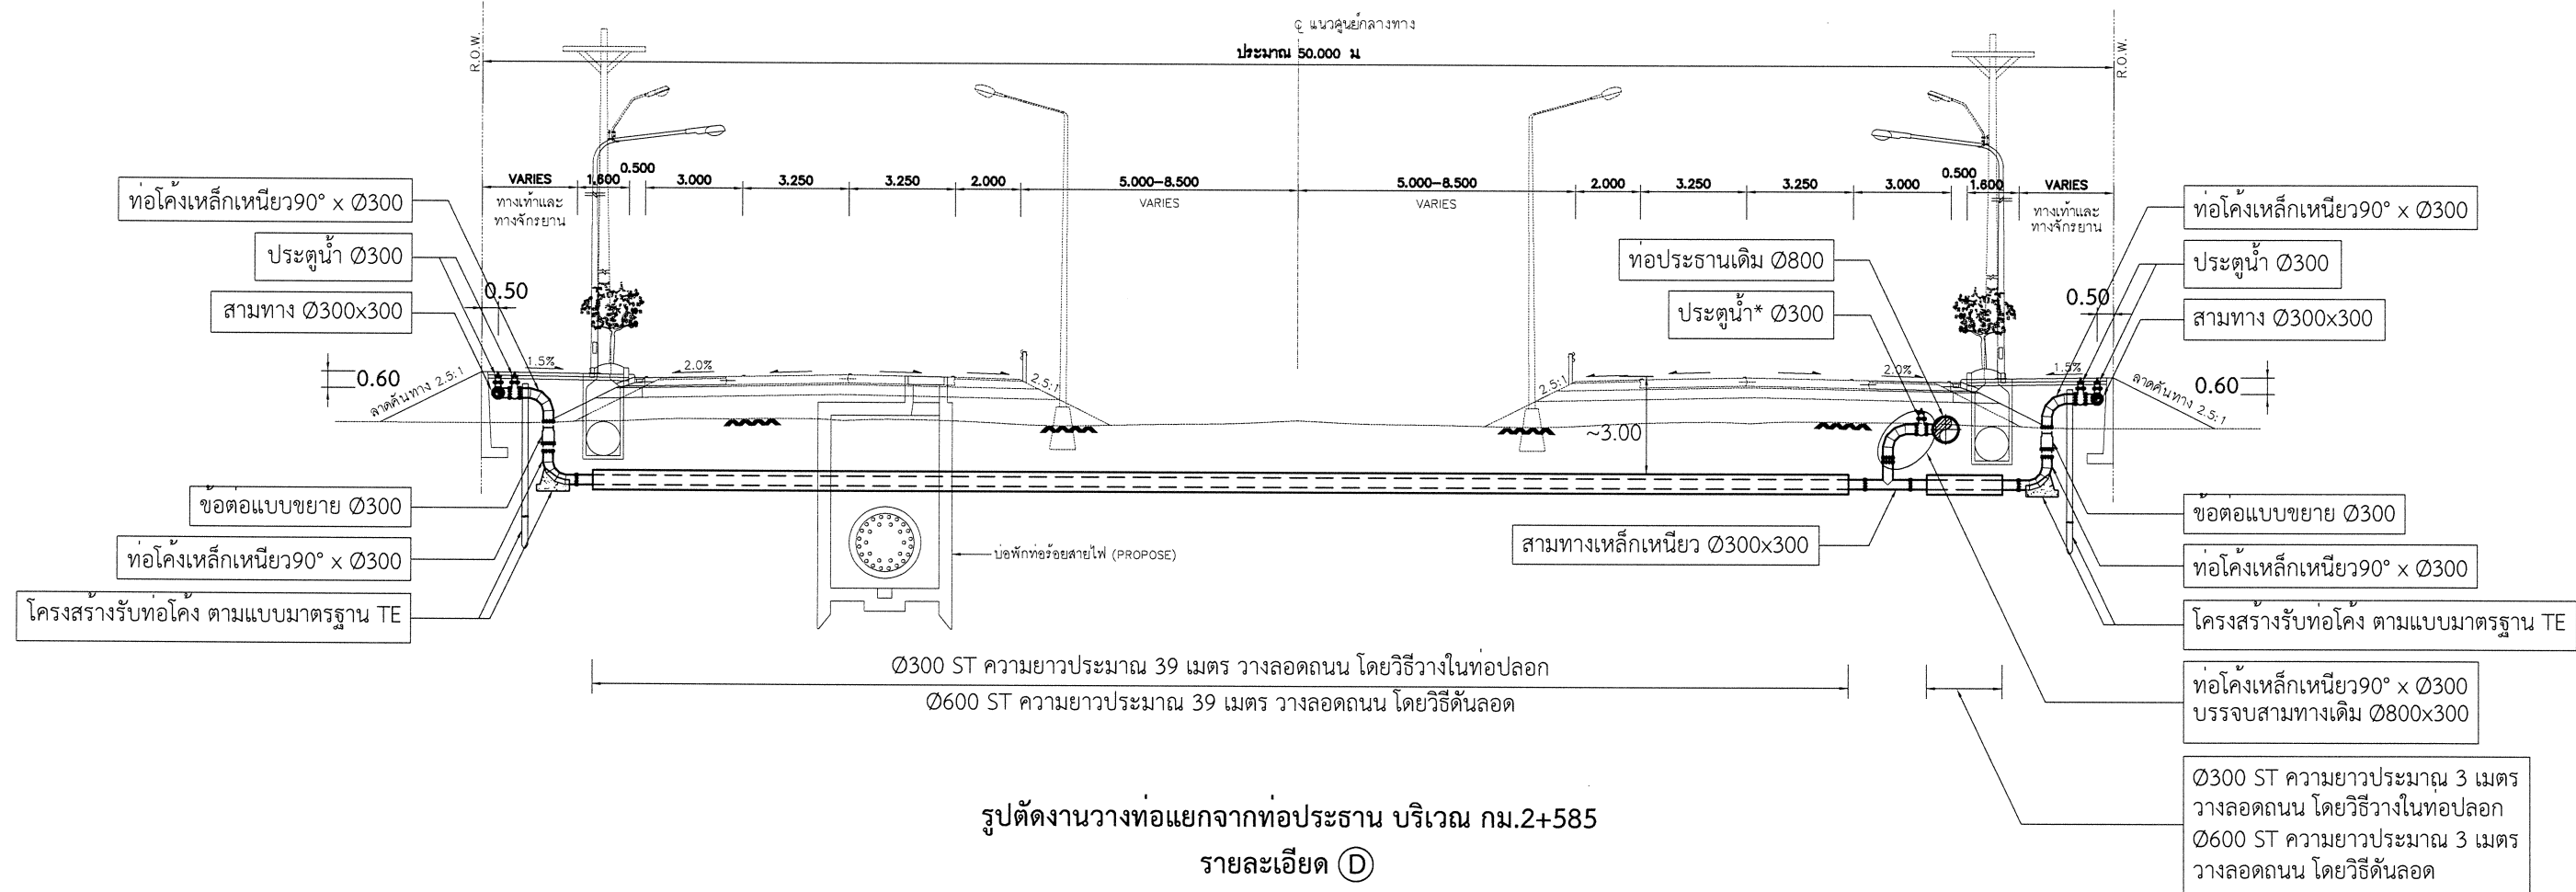 ℄ แนวศูนย์กลางทาง
R.O.W.
ประมาณ 50.000 ม
R.O.W.
VARIES
1.600
0.500
3.000
3.250
3.250
2.000
5.000-8.500
5.000-8.500
2.000
3.250
3.250
3.000
0.500
1.600
VARIES
ทางเท้าและ
ทางจักรยาน
VARIES
VARIES
ทางเท้าและ
ทางจักรยาน
ท่อโค้งเหล็กเหนียว90° x Ø300
ประตูน้ำ Ø300
สามทาง Ø300x300
0.50
0.60
ลาดคันทาง 2.5:1
1.5%
2.0%
2.5:1
ท่อประธานเดิม Ø800
ประตูน้ำ* Ø300
2.5:1
~3.00
2.0%
1.5%
0.50
0.60
ลาดคันทาง 2.5:1
ท่อโค้งเหล็กเหนียว90° x Ø300
ประตูน้ำ Ø300
สามทาง Ø300x300
ข้อต่อแบบขยาย Ø300
ท่อโค้งเหล็กเหนียว90° x Ø300
โครงสร้างรับท่อโค้ง ตามแบบมาตรฐาน TE
บ่อพักท่อร้อยสายไฟ (PROPOSE)
สามทางเหล็กเหนียว Ø300x300
ข้อต่อแบบขยาย Ø300
ท่อโค้งเหล็กเหนียว90° x Ø300
โครงสร้างรับท่อโค้ง ตามแบบมาตรฐาน TE
ท่อโค้งเหล็กเหนียว90° x Ø300
บรรจบสามทางเดิม Ø800x300
Ø300 ST ความยาวประมาณ 39 เมตร วางลอดถนน โดยวิธีวางในท่อปลอก
Ø600 ST ความยาวประมาณ 39 เมตร วางลอดถนน โดยวิธีดันลอด
Ø300 ST ความยาวประมาณ 3 เมตร
วางลอดถนน โดยวิธีวางในท่อปลอก
Ø600 ST ความยาวประมาณ 3 เมตร
วางลอดถนน โดยวิธีดันลอด
รูปตัดงานวางท่อแยกจากท่อประธาน บริเวณ กม.2+585
รายละเอียด D